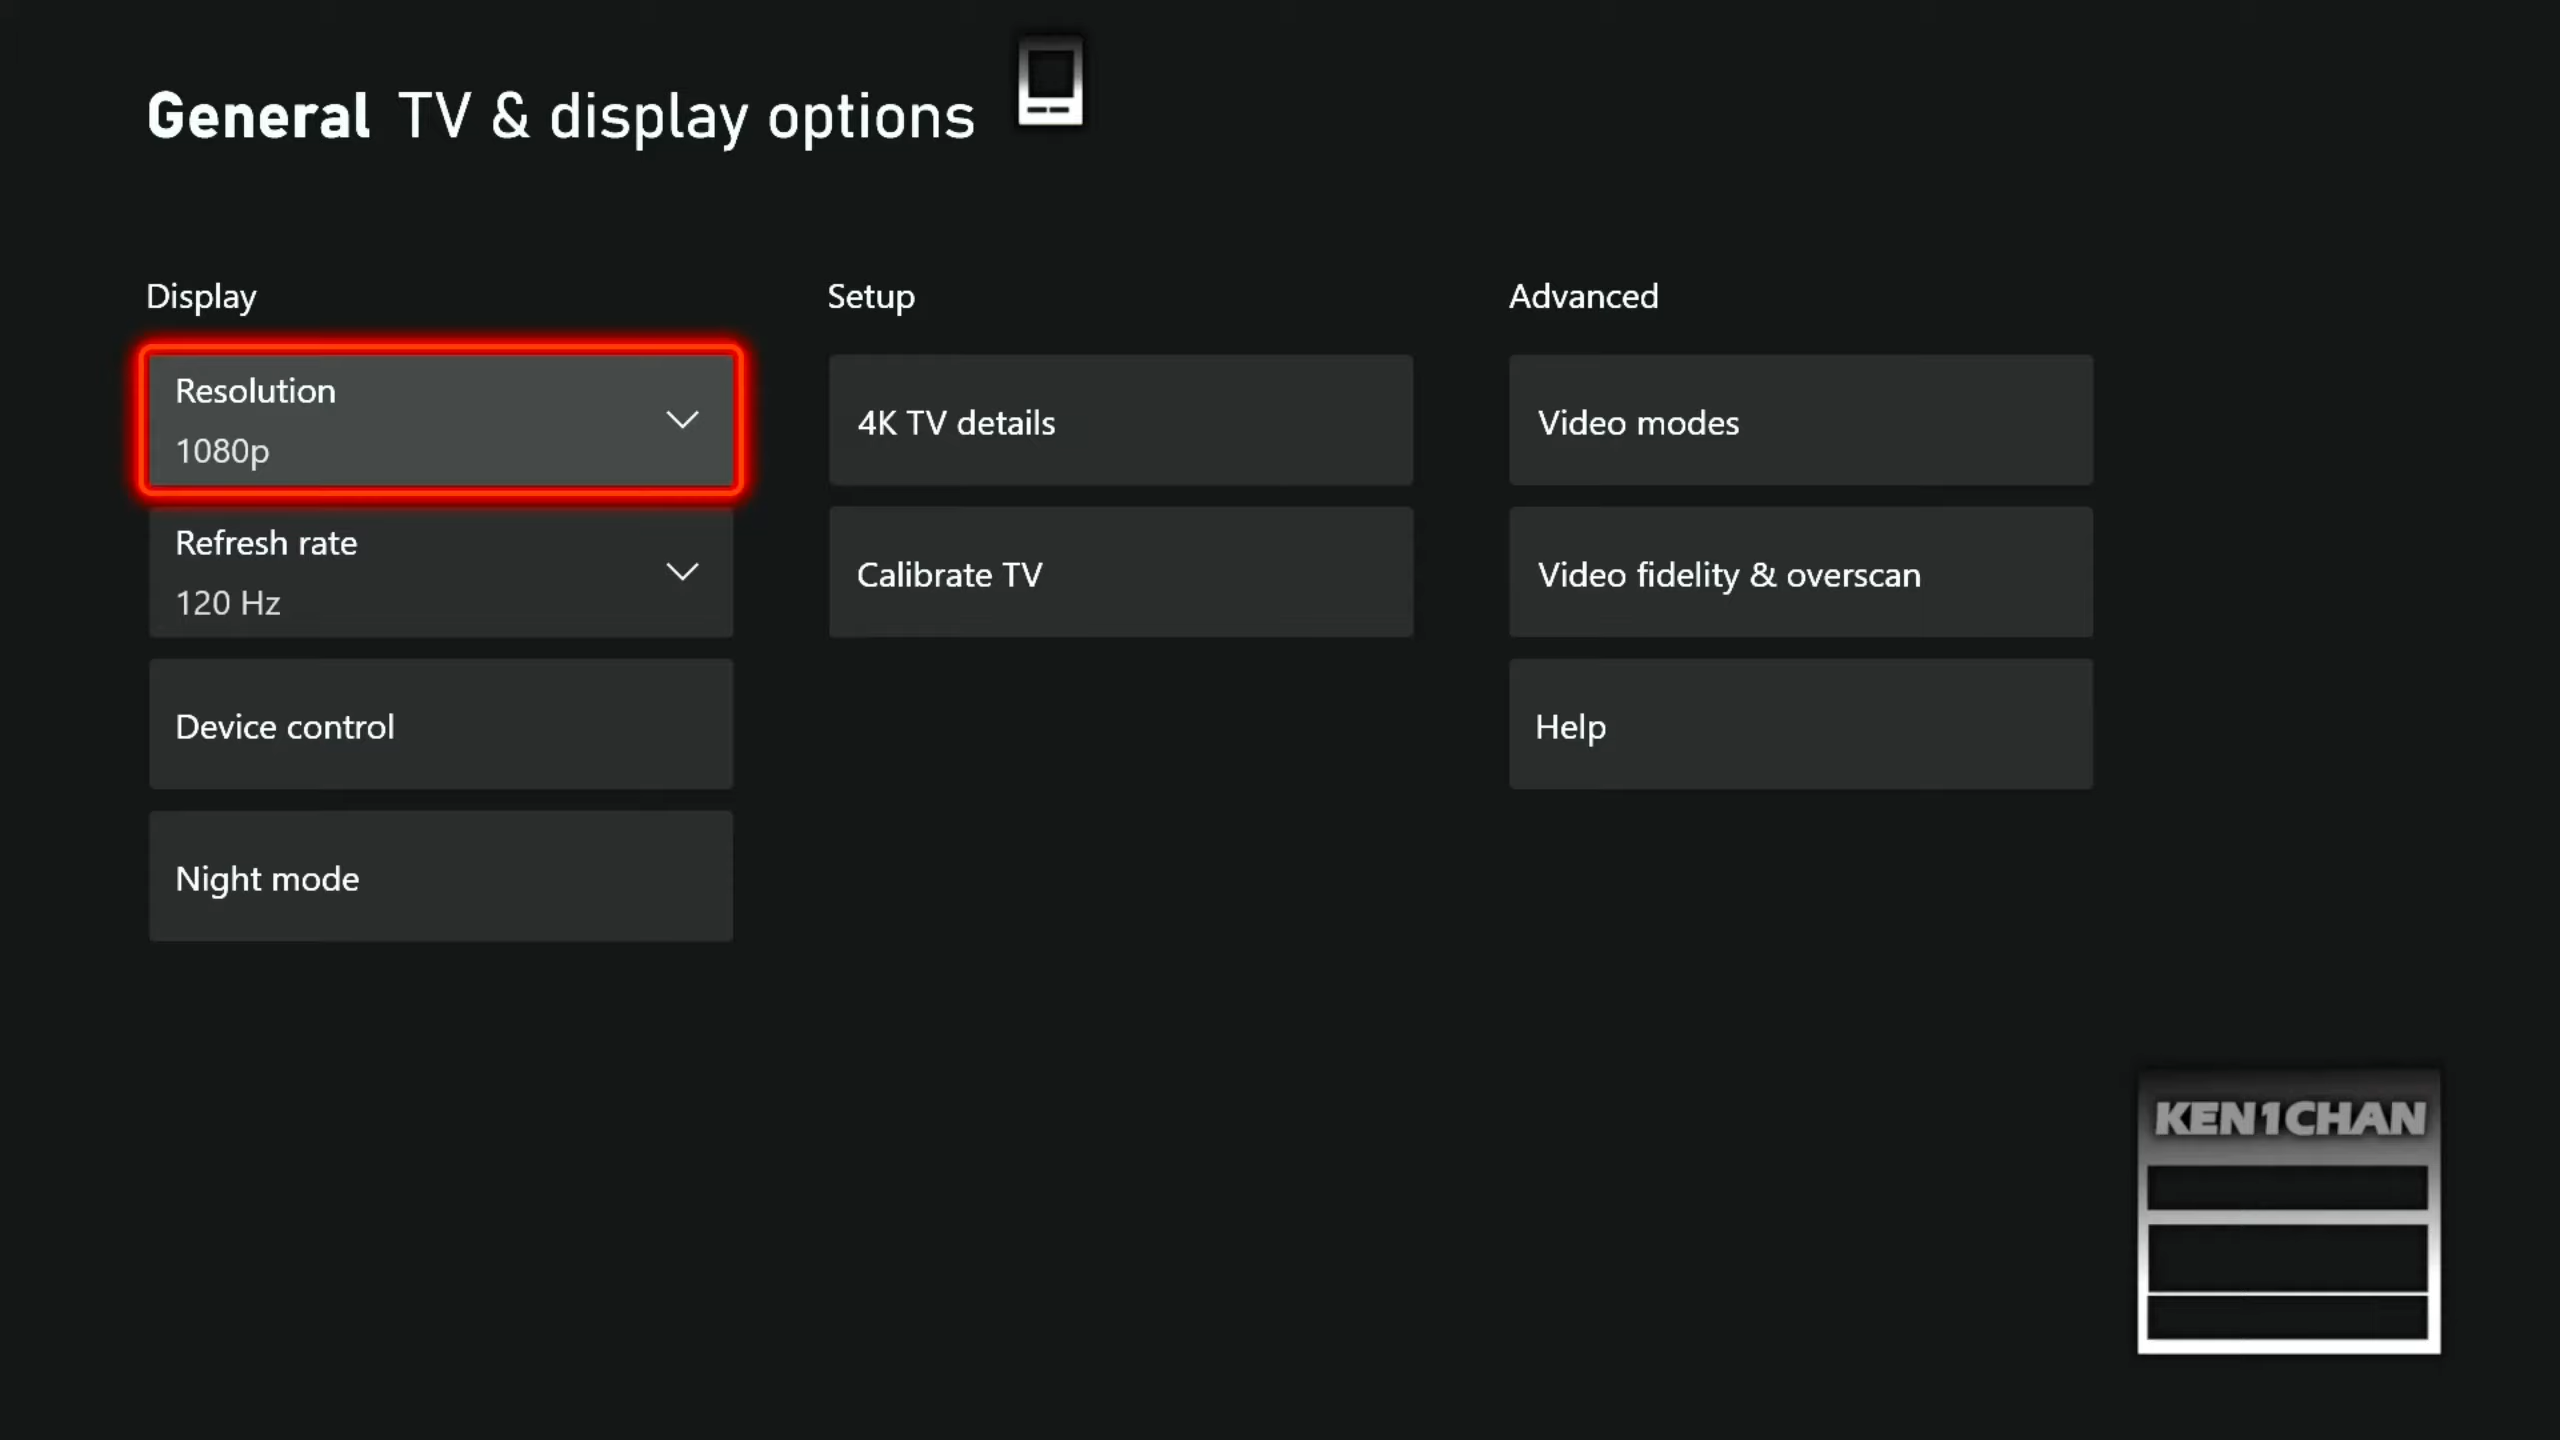 General TV & display options
Display
Resolution
1080p
Refresh rate
120 Hz
Device control
Night mode
Setup
4K TV details
Calibrate TV
Advanced
Video modes
Video fidelity & overscan
Help
KEN1CHAN